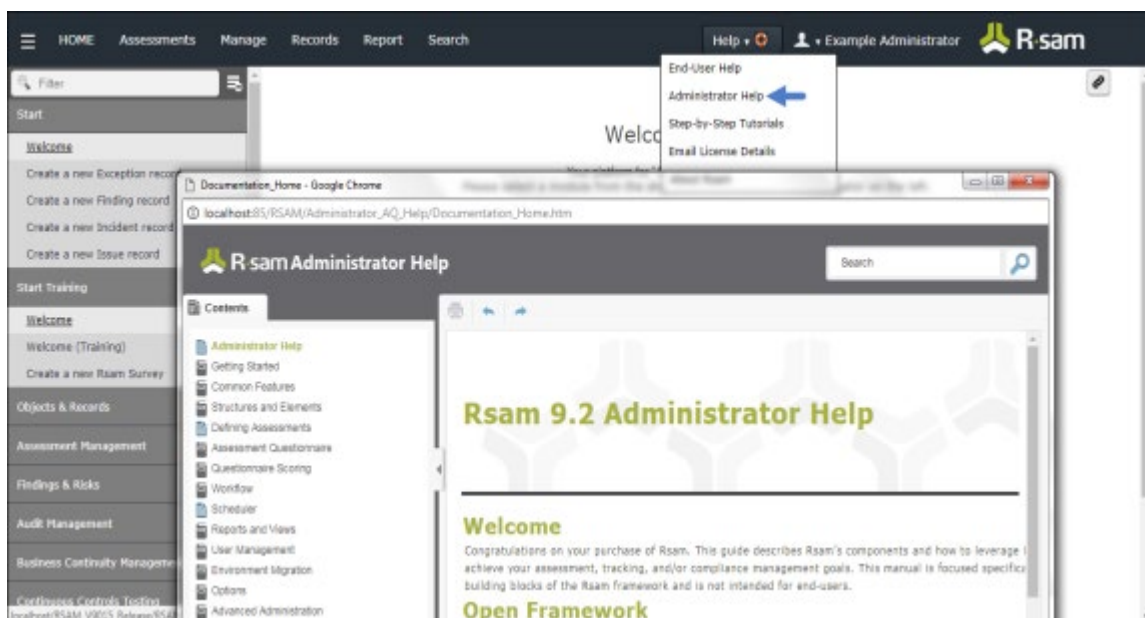 HOME Assessments Manage Records Report Search Help Example Administrator Rsam
Filter
End-User Help
Administrator Help
Step-by-Step Tutorials
Email License Details
About Rsam
Start
Welcome
Create a new Exception record
Create a new Finding record
Create a new Incident record
Create a new Issue record
Start Training
Welcome
Welcome (Training)
Create a new Rsam Survey
Objects & Records
Assessment Management
Findings & Risks
Audit Management
Business Continuity Manageme
Continuous Controls Testing
Welc
Documentation_Home - Google Chrome
localhost:85/RSAM/Administrator_AQ_Help/Documentation_Home.htm
Rsam Administrator Help
Search
Contents
Administrator Help
Getting Started
Common Features
Structures and Elements
Defining Assessments
Assessment Questionnaire
Questionnaire Scoring
Workflow
Scheduler
Reports and Views
User Management
Environment Migration
Options
Advanced Administration
Rsam 9.2 Administrator Help
Welcome
Congratulations on your purchase of Rsam. This guide describes Rsam's components and how to leverage
achieve your assessment, tracking, and/or compliance management goals. This manual is focused specifica
building blocks of the Rsam framework and is not intended for end-users.
Open Framework